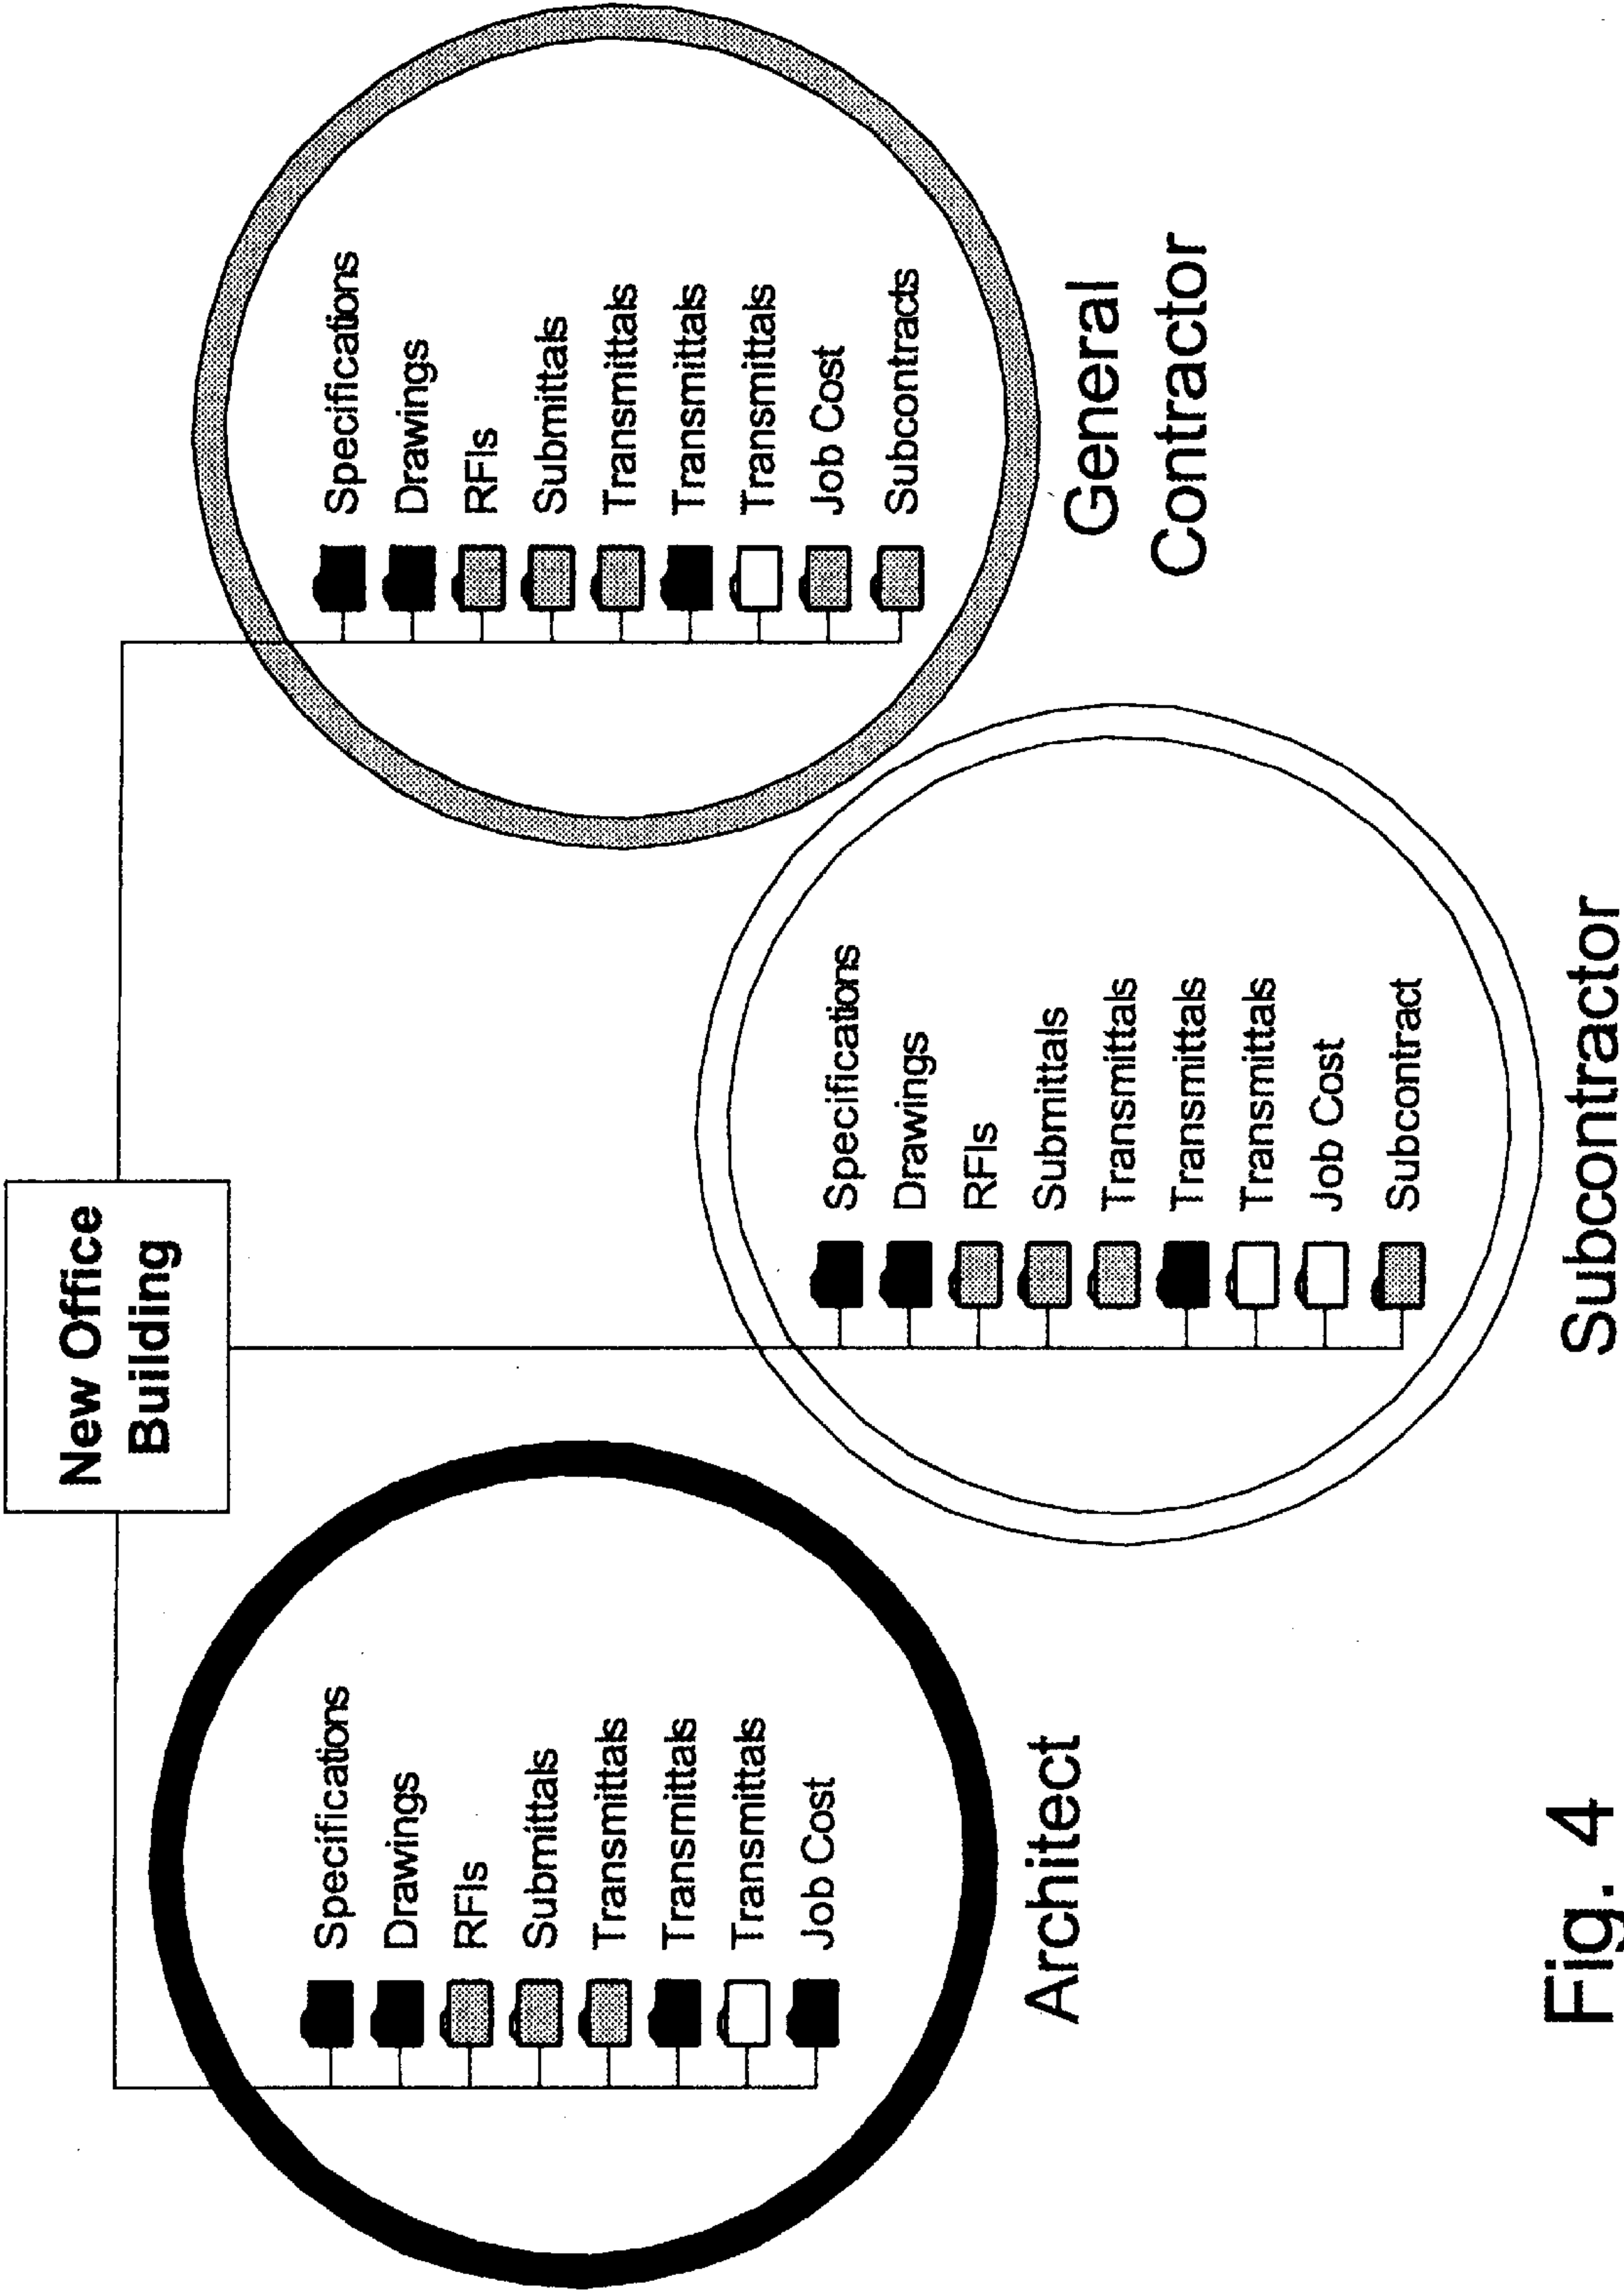 New Office
Building
Specifications
Drawings
RFIs
Submittals
Transmittals
Transmittals
Transmittals
Job Cost
Architect
Specifications
Drawings
RFIs
Submittals
Transmittals
Transmittals
Transmittals
Job Cost
Subcontract
Subcontractor
Specifications
Drawings
RFIs
Submittals
Transmittals
Transmittals
Transmittals
Job Cost
Subcontracts
General
Contractor
Fig. 4